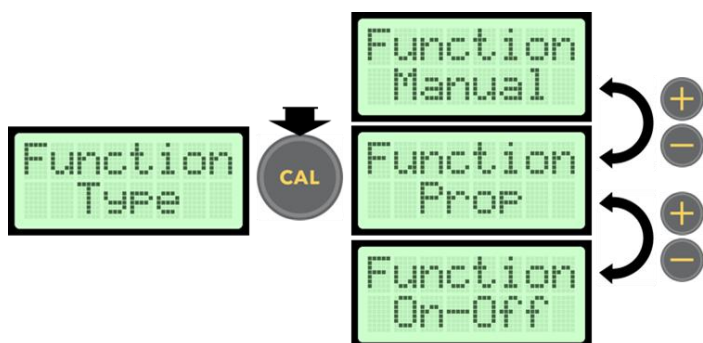 Function
Type
CAL
Function
Manual
+
-
Function
Prop
+
-
Function
On-Off